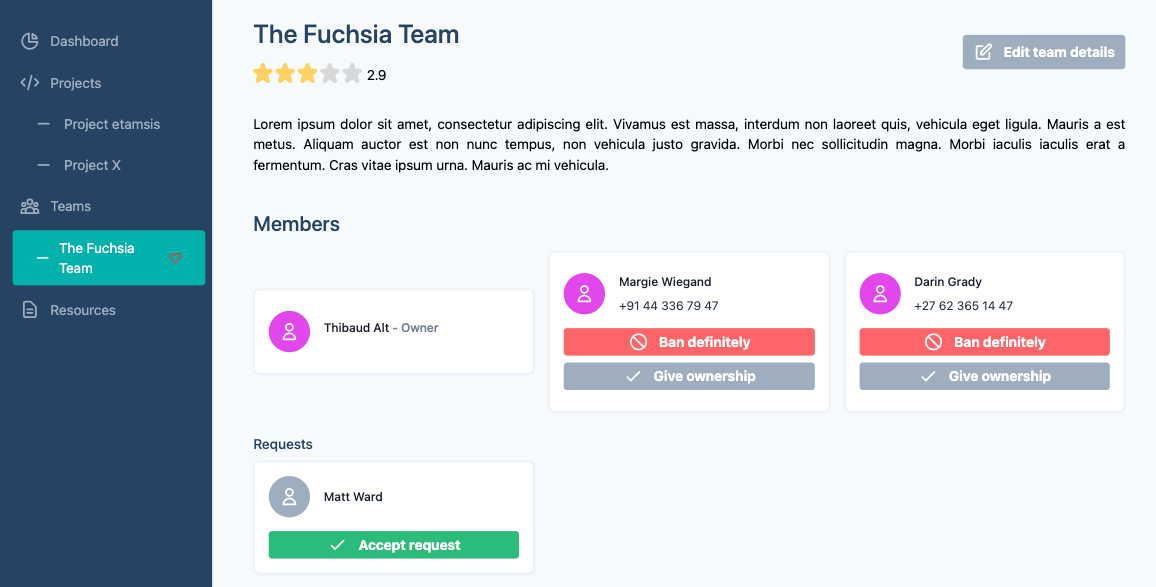 Dashboard
Projects
Project etamsis
Project X
Teams
The Fuchsia
Team
Resources
The Fuchsia Team
2.9
Edit team details
Lorem ipsum dolor sit amet, consectetur adipiscing elit. Vivamus est massa, interdum non laoreet quis, vehicula eget ligula. Mauris a est
metus. Aliquam auctor est non nunc tempus, non vehicula justo gravida. Morbi nec sollicitudin magna. Morbi iaculis iaculis erat a
fermentum. Cras vitae ipsum urna. Mauris ac mi vehicula.
Members
Thibaud Alt - Owner
Margie Wiegand
+91 44 336 79 47
Ban definitely
Give ownership
Darin Grady
+27 62 365 14 47
Ban definitely
Give ownership
Requests
Matt Ward
Accept request